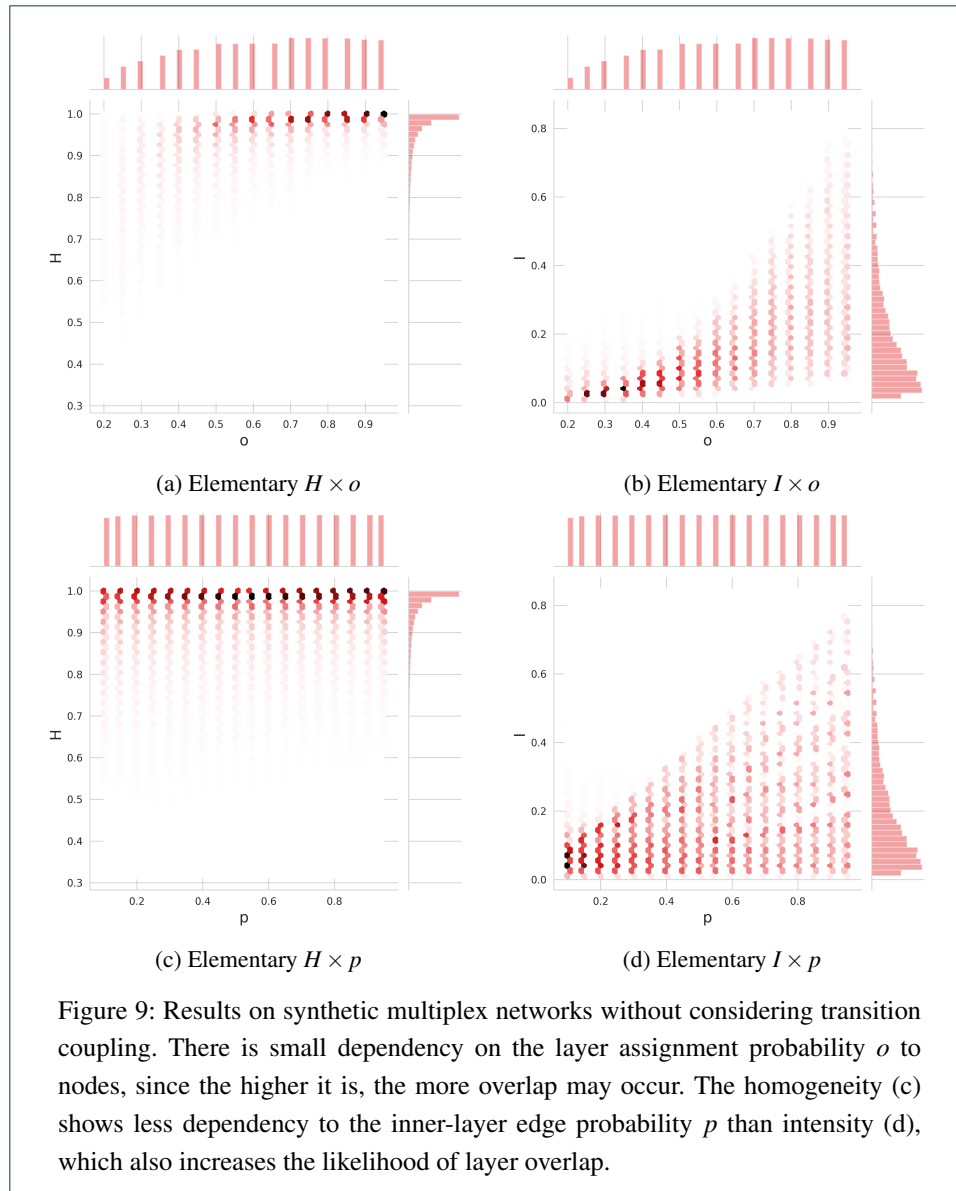 1.0
0.9
0.8
0.7
0.6
0.5
0.4
0.3
H
0.2 0.3 0.4 0.5 0.6 0.7 0.8 0.9
o
(a) Elementary H × o
0.8
0.6
0.4
0.2
0.0
I
0.2 0.3 0.4 0.5 0.6 0.7 0.8 0.9
o
(b) Elementary I × o
1.0
0.9
0.8
0.7
0.6
0.5
0.4
0.3
H
0.2 0.4 0.6 0.8
p
(c) Elementary H × p
0.8
0.6
0.4
0.2
0.0
I
0.2 0.4 0.6 0.8
p
(d) Elementary I × p
Figure 9: Results on synthetic multiplex networks without considering transition
coupling. There is small dependency on the layer assignment probability o to
nodes, since the higher it is, the more overlap may occur. The homogeneity (c)
shows less dependency to the inner-layer edge probability p than intensity (d),
which also increases the likelihood of layer overlap.